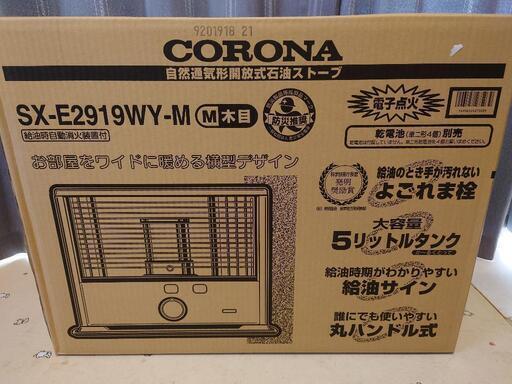 9201918 21
CORONA
自然通気形開放式石油ストーブ
SX-E2919WY-M
M 木目
給油時自動消火装置付
防災推奨
電子点火
乾電池(単二形4個)別売
お部屋をワイドに暖める横型デザイン
発明
奨励賞
給油のとき手が汚れない
よごれま栓
大容量
5リットルタンク
給油時期がわかりやすい
給油サイン
誰にでも使いやすい
丸ハンドル式